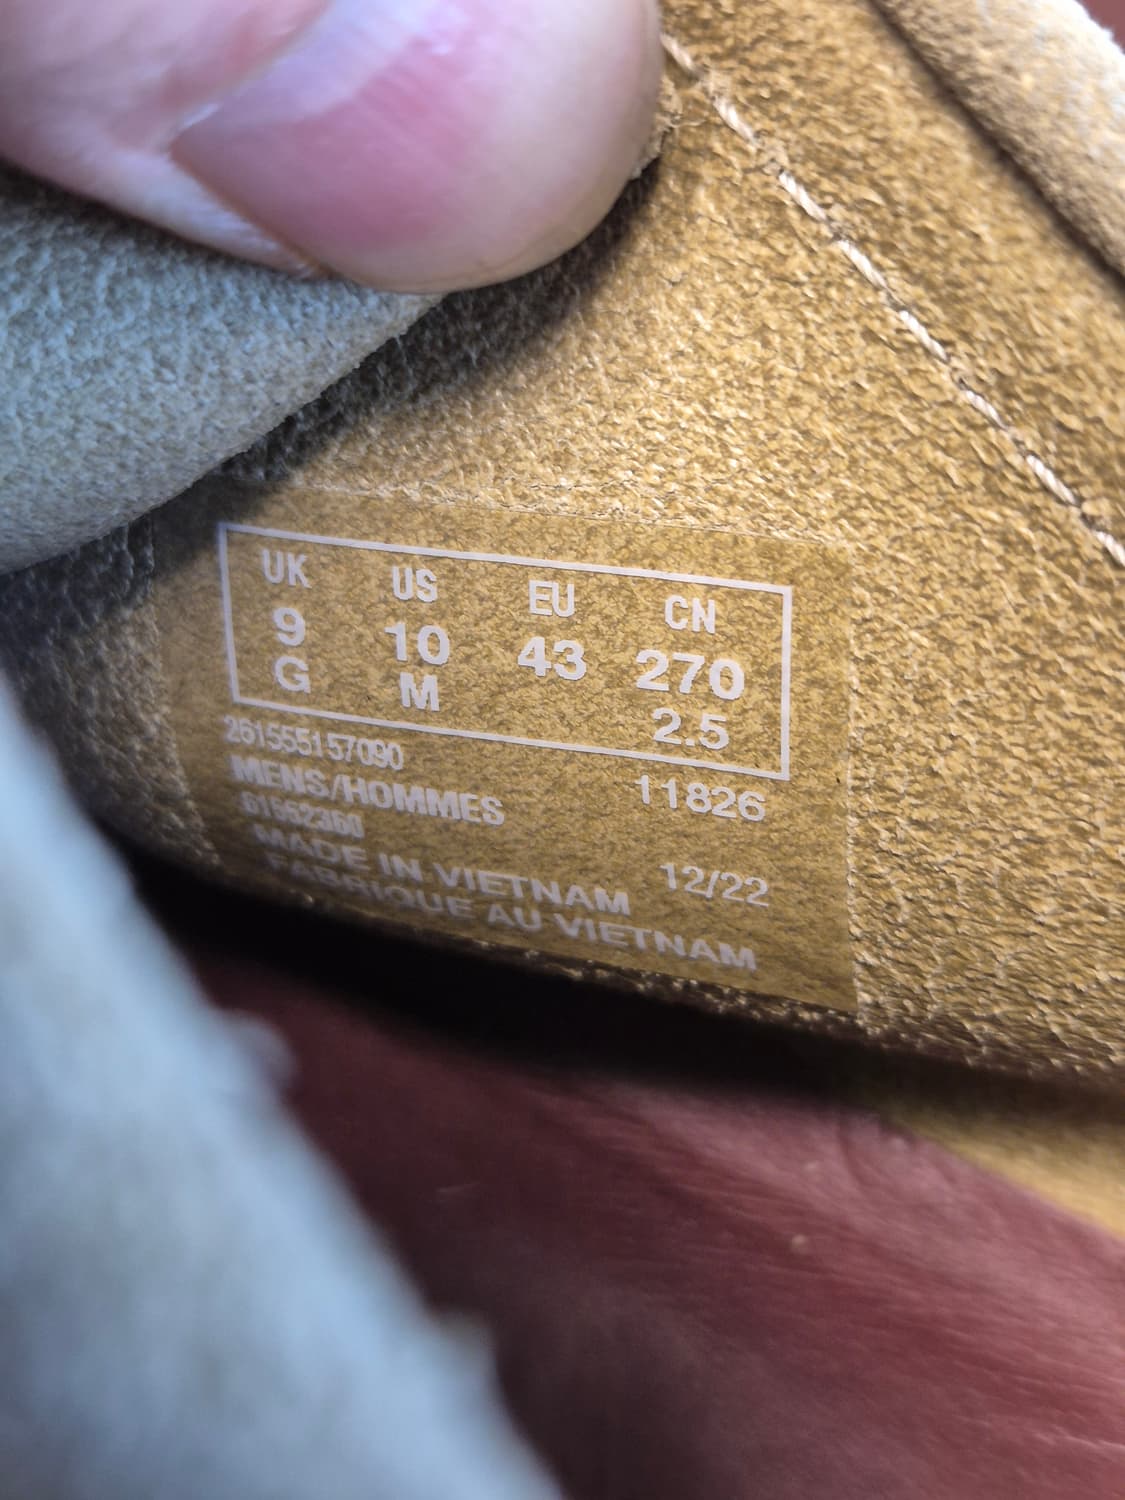 UK US EU CN
9 10 43 270
G M 2.5
261555157090 11826
MENS/HOMMES
61552360
MADE IN VIETNAM 12/22
FABRIQUE AU VIETNAM